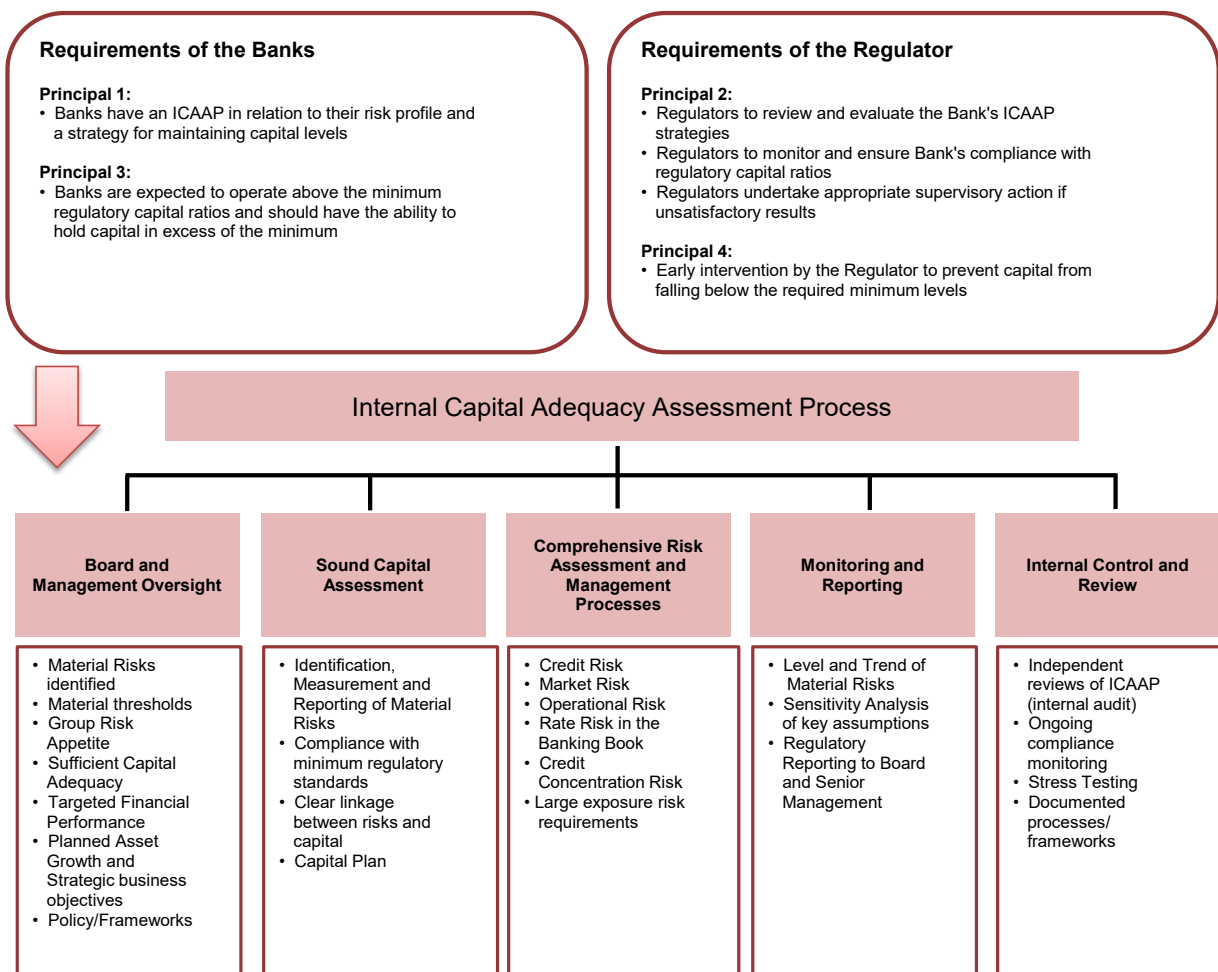 Requirements of the Banks
Principal 1:
• Banks have an ICAAP in relation to their risk profile and
a strategy for maintaining capital levels
Principal 3:
• Banks are expected to operate above the minimum
regulatory capital ratios and should have the ability to
hold capital in excess of the minimum
Requirements of the Regulator
Principal 2:
• Regulators to review and evaluate the Bank's ICAAP
strategies
• Regulators to monitor and ensure Bank's compliance with
regulatory capital ratios
• Regulators undertake appropriate supervisory action if
unsatisfactory results
Principal 4:
• Early intervention by the Regulator to prevent capital from
falling below the required minimum levels
Internal Capital Adequacy Assessment Process
Board and
Management Oversight
• Material Risks
identified
• Material thresholds
• Group Risk
Appetite
• Sufficient Capital
Adequacy
• Targeted Financial
Performance
• Planned Asset
Growth and
Strategic business
objectives
• Policy/Frameworks
Sound Capital
Assessment
• Identification,
Measurement and
Reporting of Material
Risks
• Compliance with
minimum regulatory
standards
• Clear linkage
between risks and
capital
• Capital Plan
Comprehensive Risk
Assessment and
Management
Processes
• Credit Risk
• Market Risk
• Operational Risk
• Rate Risk in the
Banking Book
• Credit
Concentration Risk
• Large exposure risk
requirements
Monitoring and
Reporting
• Level and Trend of
Material Risks
• Sensitivity Analysis
of key assumptions
• Regulatory
Reporting to Board
and Senior
Management
Internal Control and
Review
• Independent
reviews of ICAAP
(internal audit)
• Ongoing
compliance
monitoring
• Stress Testing
• Documented
processes/
frameworks